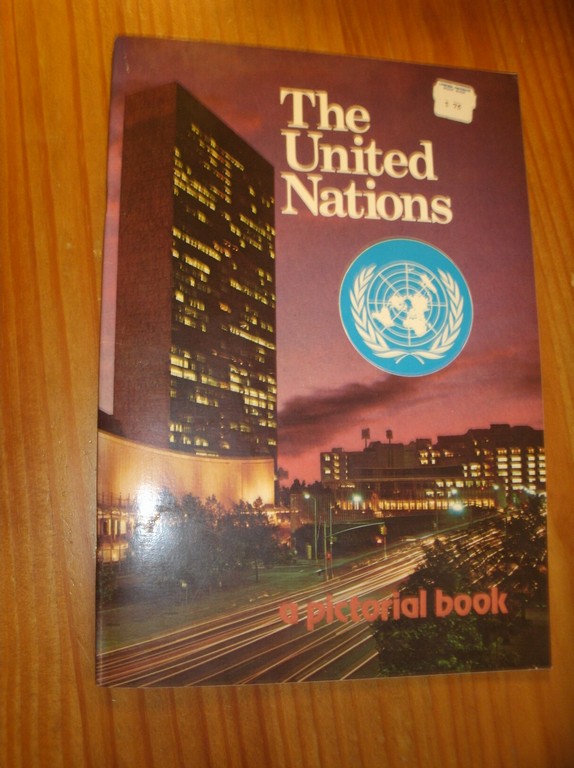 The
United
Nations
a pictorial book